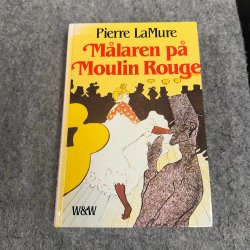 Pierre LaMure
Målaren på
Moulin Rouge
W&W